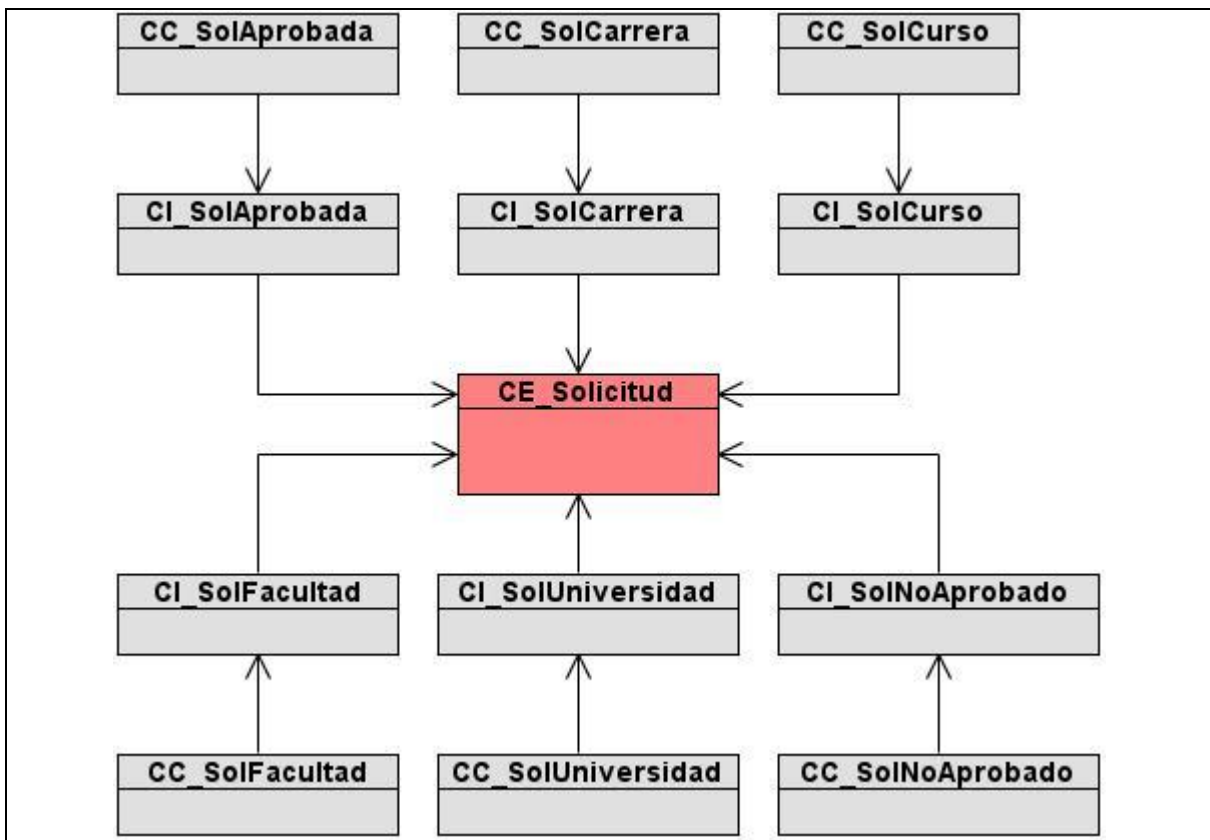 CC_SolAprobada
CC_SolCarrera
CC_SolCurso
CI_SolAprobada
CI_SolCarrera
CI_SolCurso
CE_Solicitud
CI_SolFacultad
CI_SolUniversidad
CI_SolNoAprobado
CC_SolFacultad
CC_SolUniversidad
CC_SolNoAprobado